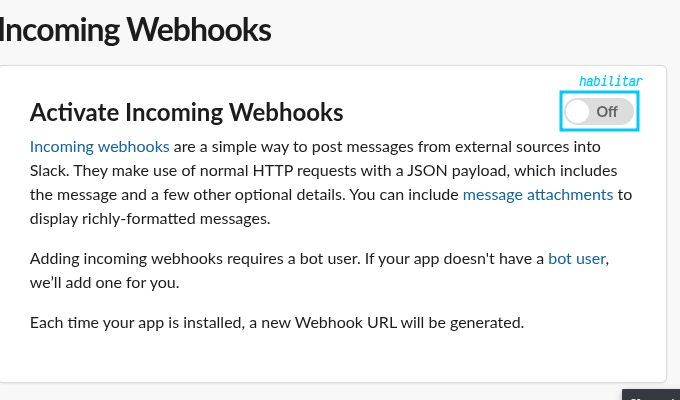 Incoming Webhooks
habilitar
Activate Incoming Webhooks
Off
Incoming webhooks are a simple way to post messages from external sources into
Slack. They make use of normal HTTP requests with a JSON payload, which includes
the message and a few other optional details. You can include message attachments to
display richly-formatted messages.
Adding incoming webhooks requires a bot user. If your app doesn't have a bot user,
we'll add one for you.
Each time your app is installed, a new Webhook URL will be generated.